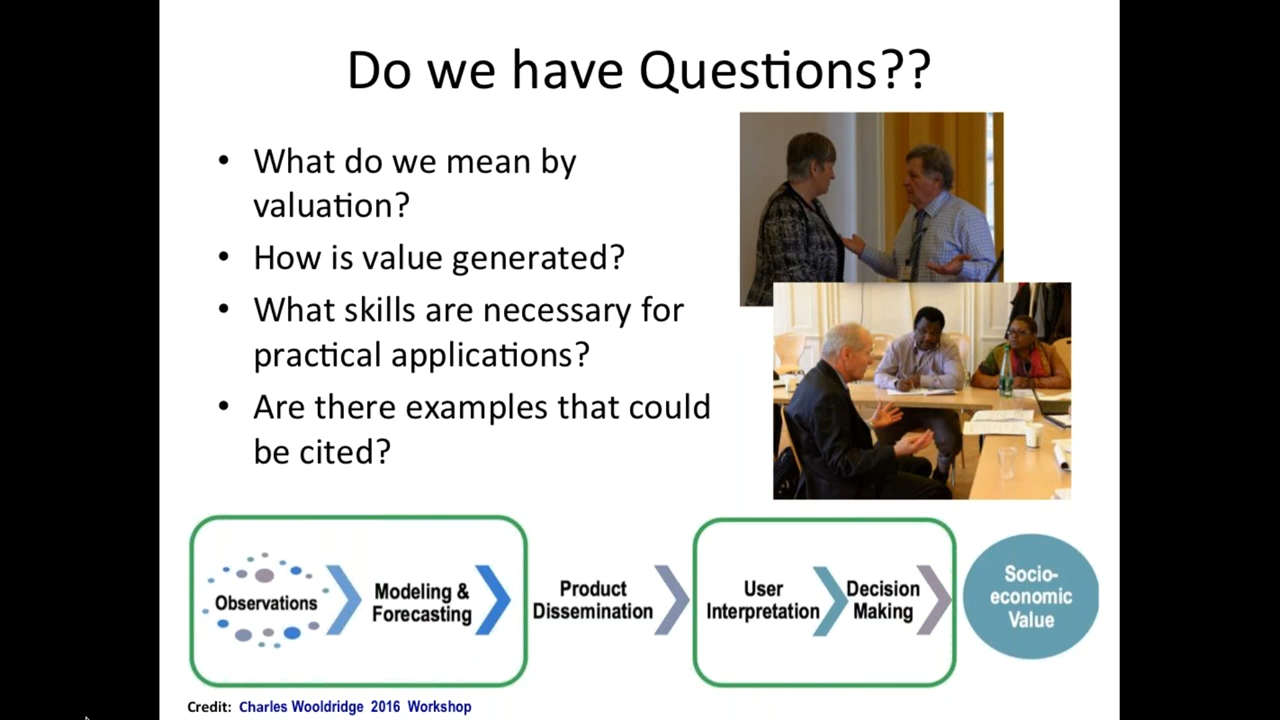 Do we have Questions??
• What do we mean by
valuation?
• How is value generated?
• What skills are necessary for
practical applications?
• Are there examples that could
be cited?
Observations
Modeling &
Forecasting
Product
Dissemination
User
Interpretation
Decision
Making
Socio-
economic
Value
Credit: Charles Wooldridge 2016 Workshop